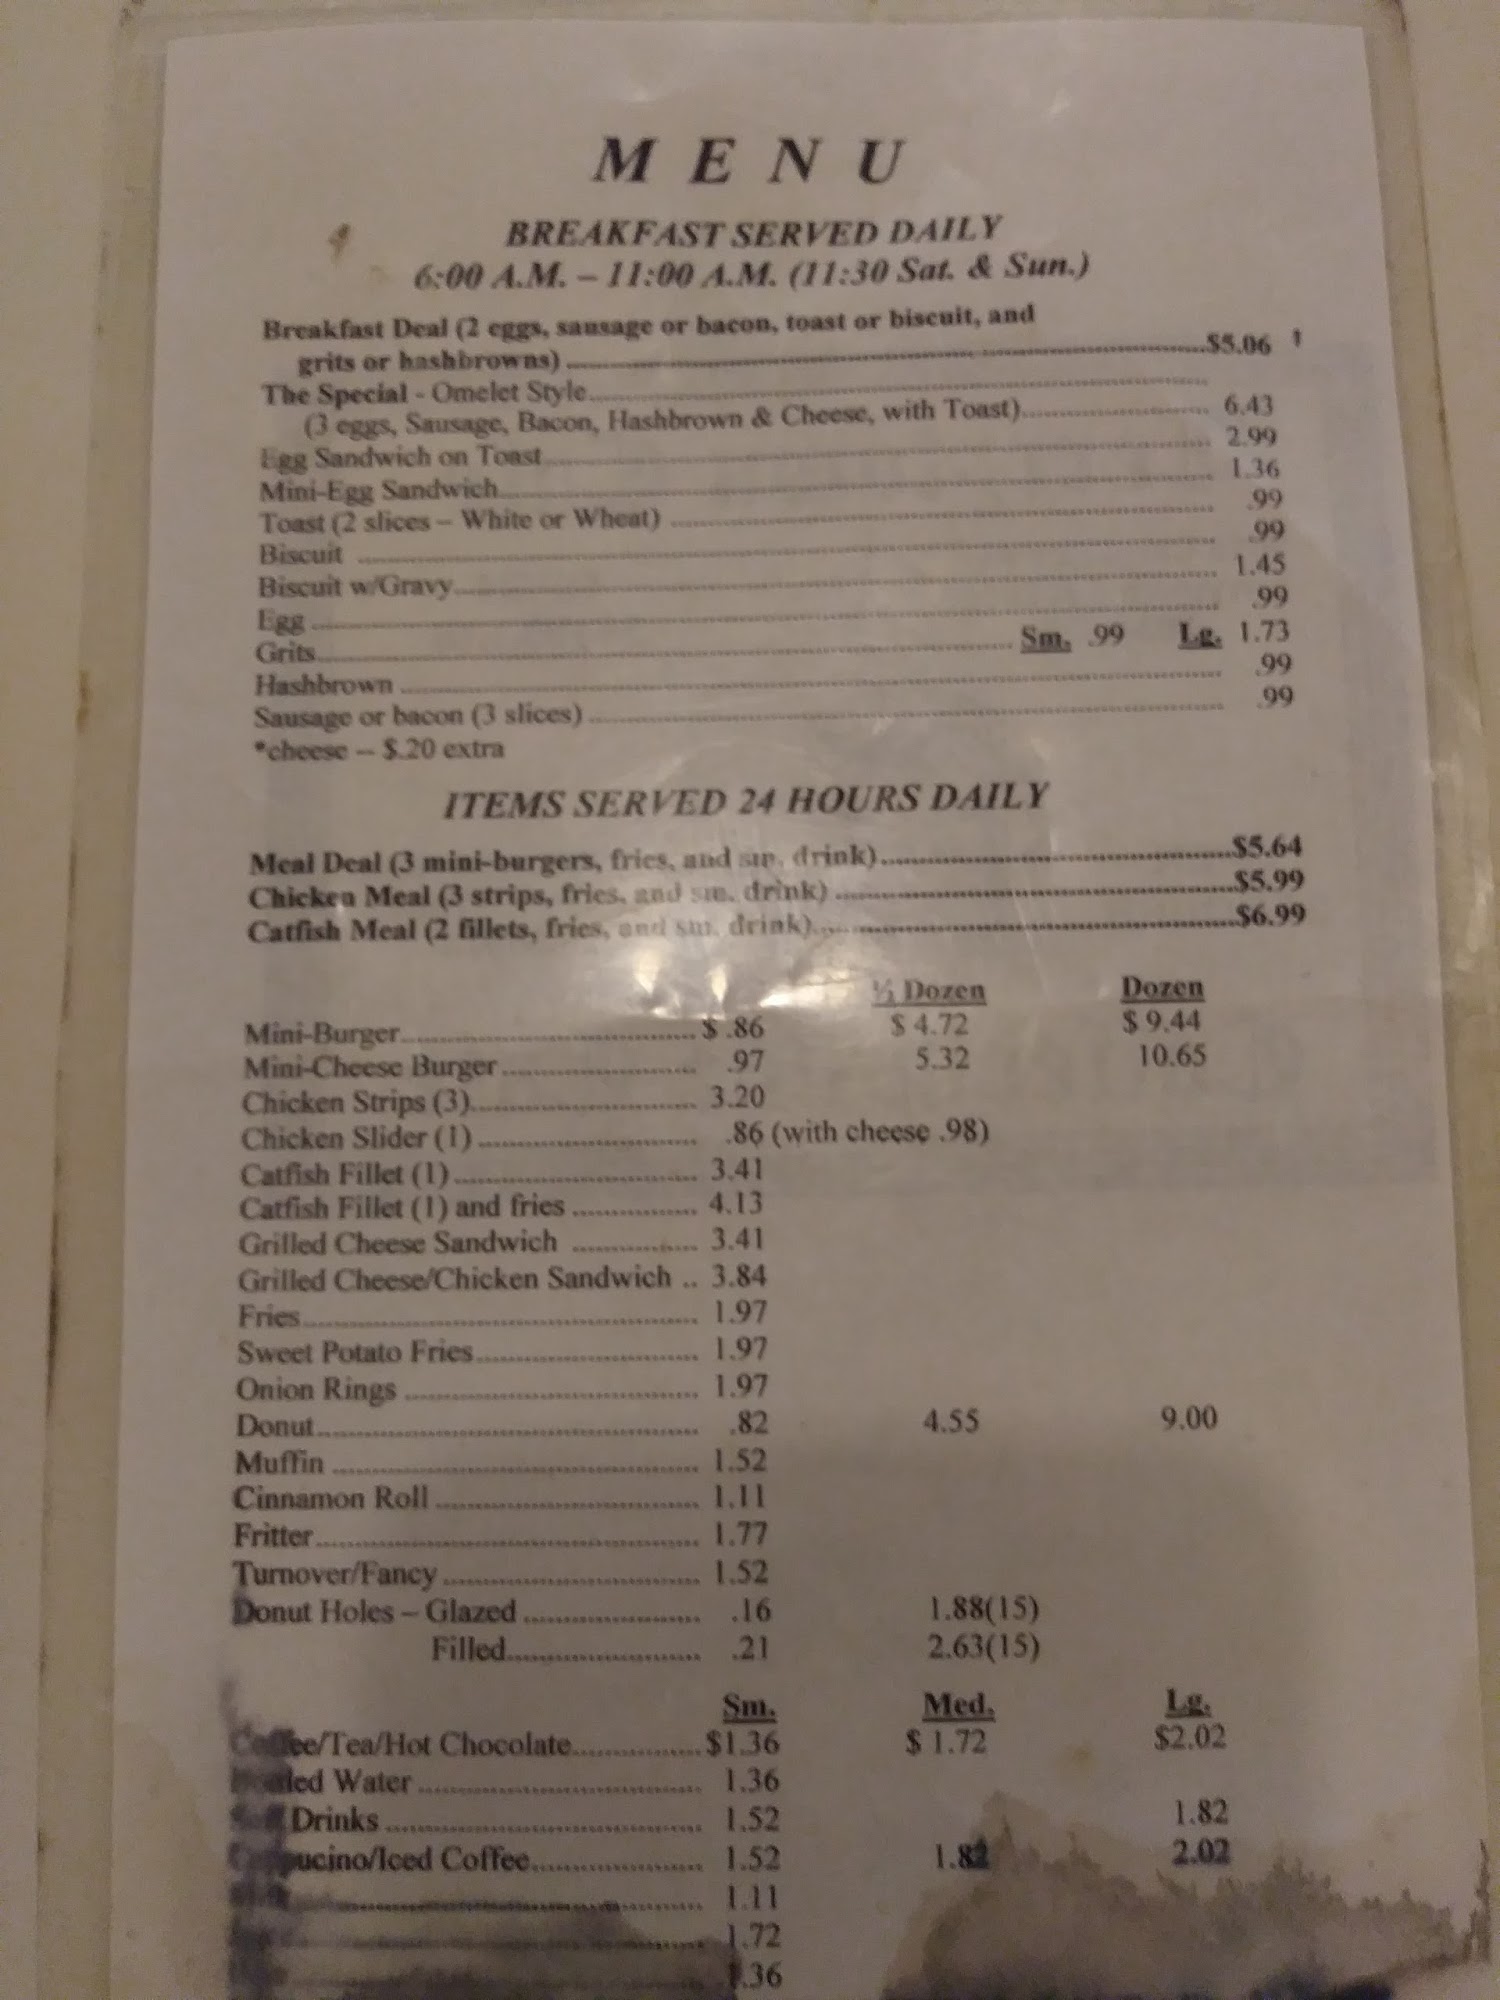 MENU
BREAKFAST SERVED DAILY
6:00 A.M. – 11:00 A.M. (11:30 Sat. & Sun.)
Breakfast Deal (2 eggs, sausage or bacon, toast or biscuit, and
grits or hashbrowns) $5.06
The Special - Omelet Style
(3 eggs, Sausage, Bacon, Hashbrown & Cheese, with Toast) 6.43
Egg Sandwich on Toast 2.99
Mini-Egg Sandwich 1.36
Toast (2 slices – White or Wheat) .99
Biscuit .99
Biscuit w/Gravy 1.45
Egg .99
Grits Sm. .99 Lg. 1.73
Hashbrown .99
Sausage or bacon (3 slices) .99
*cheese -- $.20 extra
ITEMS SERVED 24 HOURS DAILY
Meal Deal (3 mini-burgers, fries, and sm. drink) $5.64
Chicken Meal (3 strips, fries, and sm. drink) $5.99
Catfish Meal (2 fillets, fries, and sm. drink) $6.99
½ Dozen Dozen
Mini-Burger $ .86 $ 4.72 $ 9.44
Mini-Cheese Burger .97 5.32 10.65
Chicken Strips (3) 3.20
Chicken Slider (1) .86 (with cheese .98)
Catfish Fillet (1) 3.41
Catfish Fillet (1) and fries 4.13
Grilled Cheese Sandwich 3.41
Grilled Cheese/Chicken Sandwich .. 3.84
Fries 1.97
Sweet Potato Fries 1.97
Onion Rings 1.97
Donut .82 4.55 9.00
Muffin 1.52
Cinnamon Roll 1.11
Fritter 1.77
Turnover/Fancy 1.52
Donut Holes – Glazed .16 1.88(15)
Filled .21 2.63(15)
Sm. Med. Lg.
Coffee/Tea/Hot Chocolate $1.36 $ 1.72 $2.02
Water 1.36
Drinks 1.52 1.82
Cappucino/Iced Coffee 1.52 1.82 2.02
1.11
1.72
1.36